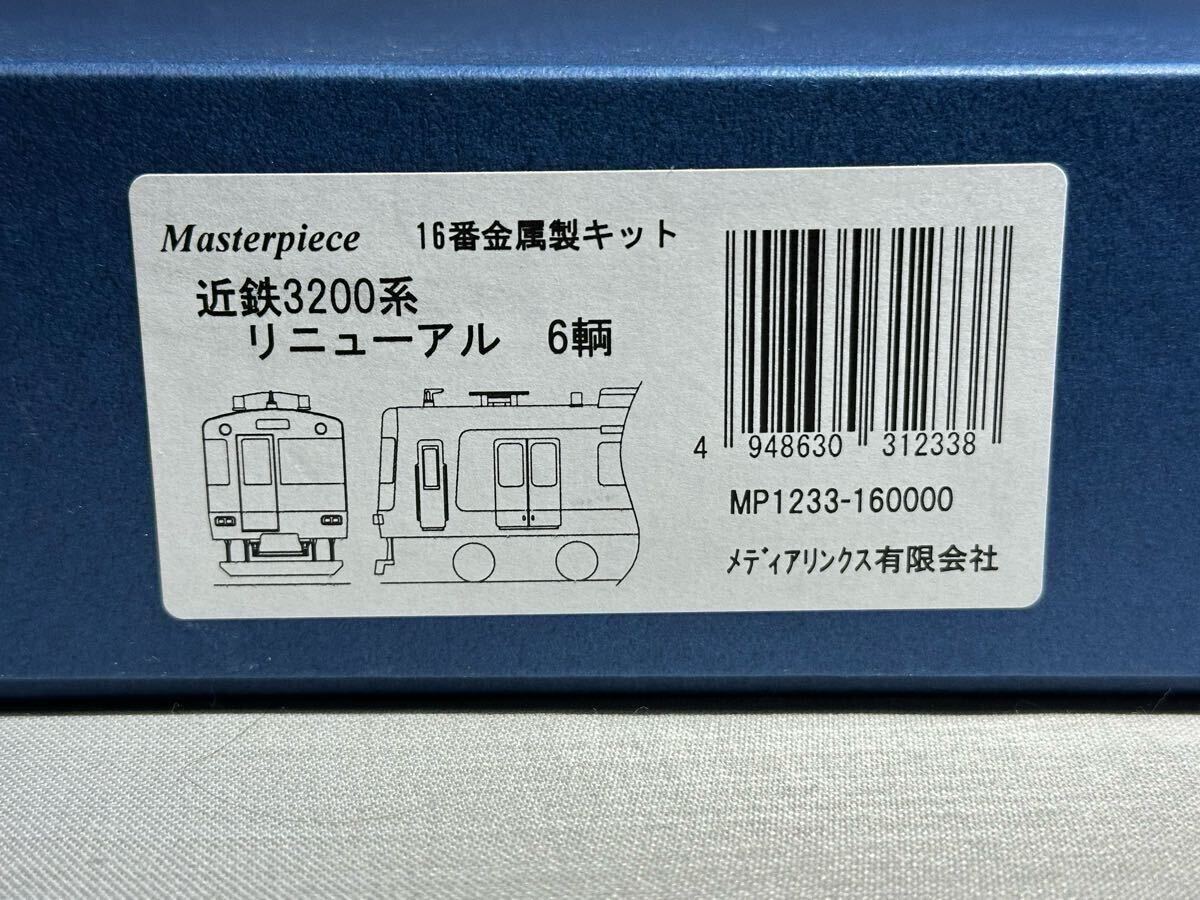 Masterpiece 16番金属製キット
近鉄3200系
リニューアル 6輌
4 948630 312338
MP1233-160000
ﾒﾃﾞｨｱﾘﾝｸｽ有限会社